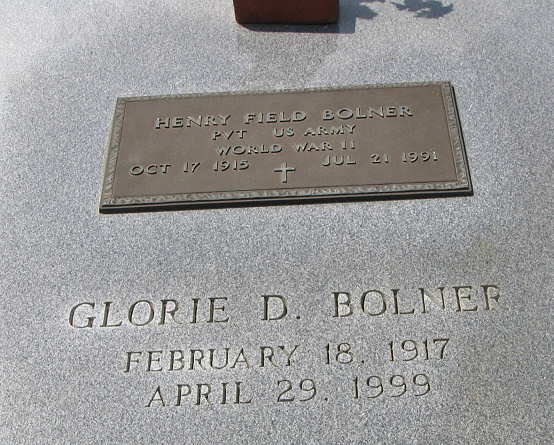 HENRY FIELD BOLNER
PVT US ARMY
WORLD WAR II
OCT 17 1915 JUL 21 1991
GLORIE D. BOLNER
FEBRUARY 18. 1917
APRIL 29. 1999